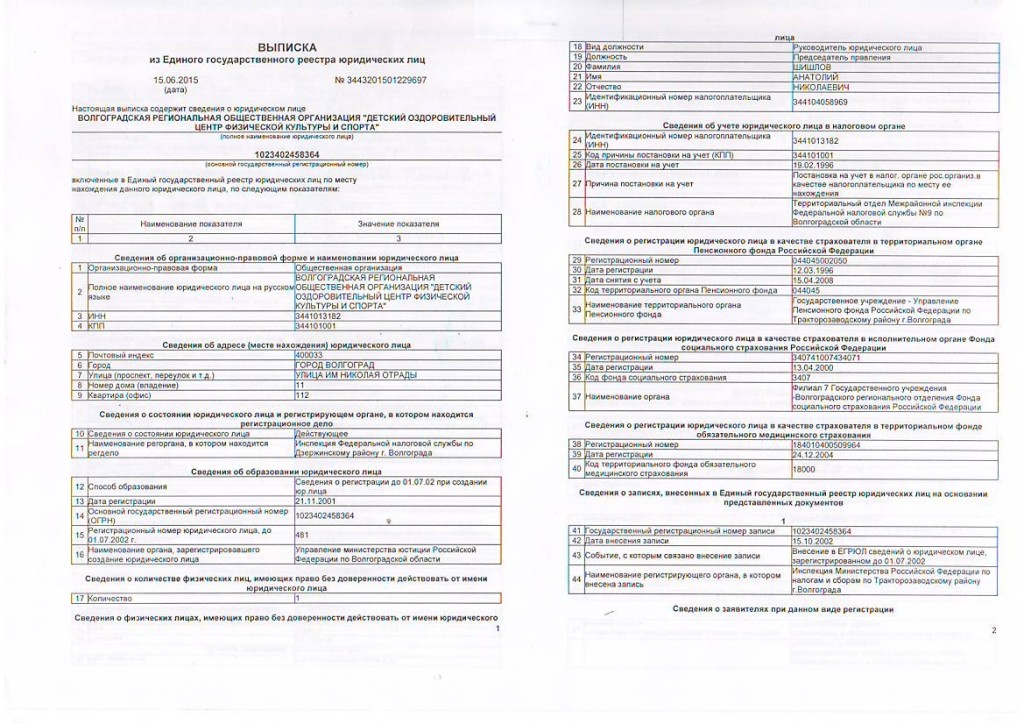 ВЫПИСКА
из Единого государственного реестра юридических лиц
15.06.2015 № 3443201501229697
(дата)
Настоящая выписка содержит сведения о юридическом лице
ВОЛГОГРАДСКАЯ РЕГИОНАЛЬНАЯ ОБЩЕСТВЕННАЯ ОРГАНИЗАЦИЯ "ДЕТСКИЙ ОЗДОРОВИТЕЛЬНЫЙ
ЦЕНТР ФИЗИЧЕСКОЙ КУЛЬТУРЫ И СПОРТА"
(полное наименование юридического лица)
1023402458364
(основной государственный регистрационный номер)
включенные в Единый государственный реестр юридических лиц по месту
нахождения данного юридического лица, по следующим показателям:
№
п/п Наименование показателя Значение показателя
1 2 3
Сведения об организационно-правовой форме и наименовании юридического лица
1 Организационно-правовая форма Общественная организация
2 Полное наименование юридического лица на русском
языке
ВОЛГОГРАДСКАЯ РЕГИОНАЛЬНАЯ
ОБЩЕСТВЕННАЯ ОРГАНИЗАЦИЯ "ДЕТСКИЙ
ОЗДОРОВИТЕЛЬНЫЙ ЦЕНТР ФИЗИЧЕСКОЙ
КУЛЬТУРЫ И СПОРТА"
3 ИНН 3441013182
4 КПП 344101001
Сведения об адресе (месте нахождения) юридического лица
5 Почтовый индекс 400033
6 Город ГОРОД ВОЛГОГРАД
7 Улица (проспект, переулок и т.д.) УЛИЦА ИМ НИКОЛАЯ ОТРАДЫ
8 Номер дома (владение) 11
9 Квартира (офис) 112
Сведения о состоянии юридического лица и регистрирующем органе, в котором находится
регистрационное дело
10 Сведения о состоянии юридического лица Действующее
11 Наименование регоргана, в котором находится
регдело
Инспекция Федеральной налоговой службы по
Дзержинскому району г. Волгограда
Сведения об образовании юридического лица
12 Способ образования Сведения о регистрации до 01.07.02 при создании
юр.лица
13 Дата регистрации 21.11.2001
14 Основной государственный регистрационный номер
(ОГРН) 1023402458364
15 Регистрационный номер юридического лица, до
01.07.2002 г. 481
16 Наименование органа, зарегистрировавшего
создание юридического лица
Управление министерства юстиции Российской
Федерации по Волгоградской области
Сведения о количестве физических лиц, имеющих право без доверенности действовать от имени
юридического лица
17 Количество 1
Сведения о физических лицах, имеющих право без доверенности действовать от имени юридического
1
лица
18 Вид должности Руководитель юридического лица
19 Должность Председатель правления
20 Фамилия ШИШЛОВ
21 Имя АНАТОЛИЙ
22 Отчество НИКОЛАЕВИЧ
23 Идентификационный номер налогоплательщика
(ИНН) 344104058969
Сведения об учете юридического лица в налоговом органе
24 Идентификационный номер налогоплательщика
(ИНН) 3441013182
25 Код причины постановки на учет (КПП) 344101001
26 Дата постановки на учет 19.02.1996
27 Причина постановки на учет Постановка на учет в налог. органе рос.организ.в
качестве налогоплательщика по месту ее
нахождения
28 Наименование налогового органа Территориальный отдел Межрайонной инспекции
Федеральной налоговой службы №9 по
Волгоградской области
Сведения о регистрации юридического лица в качестве страхователя в территориальном органе
Пенсионного фонда Российской Федерации
29 Регистрационный номер 044045002050
30 Дата регистрации 12.03.1996
31 Дата снятия с учета 15.04.2008
32 Код территориального органа Пенсионного фонда 044045
33 Наименование территориального органа
Пенсионного фонда
Государственное учреждение - Управление
Пенсионного фонда Российской Федерации по
Тракторозаводскому району г.Волгограда
Сведения о регистрации юридического лица в качестве страхователя в исполнительном органе Фонда
социального страхования Российской Федерации
34 Регистрационный номер 340741007434071
35 Дата регистрации 13.04.2000
36 Код фонда социального страхования 3407
37 Наименование органа Филиал 7 Государственного учреждения
-Волгоградского регионального отделения Фонда
социального страхования Российской Федерации
Сведения о регистрации юридического лица в качестве страхователя в территориальном фонде
обязательного медицинского страхования
38 Регистрационный номер 184010400509964
39 Дата регистрации 24.12.2004
40 Код территориального фонда обязательного
медицинского страхования 18000
Сведения о записях, внесенных в Единый государственный реестр юридических лиц на основании
представленных документов
1
41 Государственный регистрационный номер записи 1023402458364
42 Дата внесения записи 15.10.2002
43 Событие, с которым связано внесение записи Внесение в ЕГРЮЛ сведений о юридическом лице,
зарегистрированном до 01.07.2002
44 Наименование регистрирующего органа, в котором
внесена запись
Инспекция Министерства Российской Федерации по
налогам и сборам по Тракторозаводскому району
г.Волгограда
Сведения о заявителях при данном виде регистрации
2